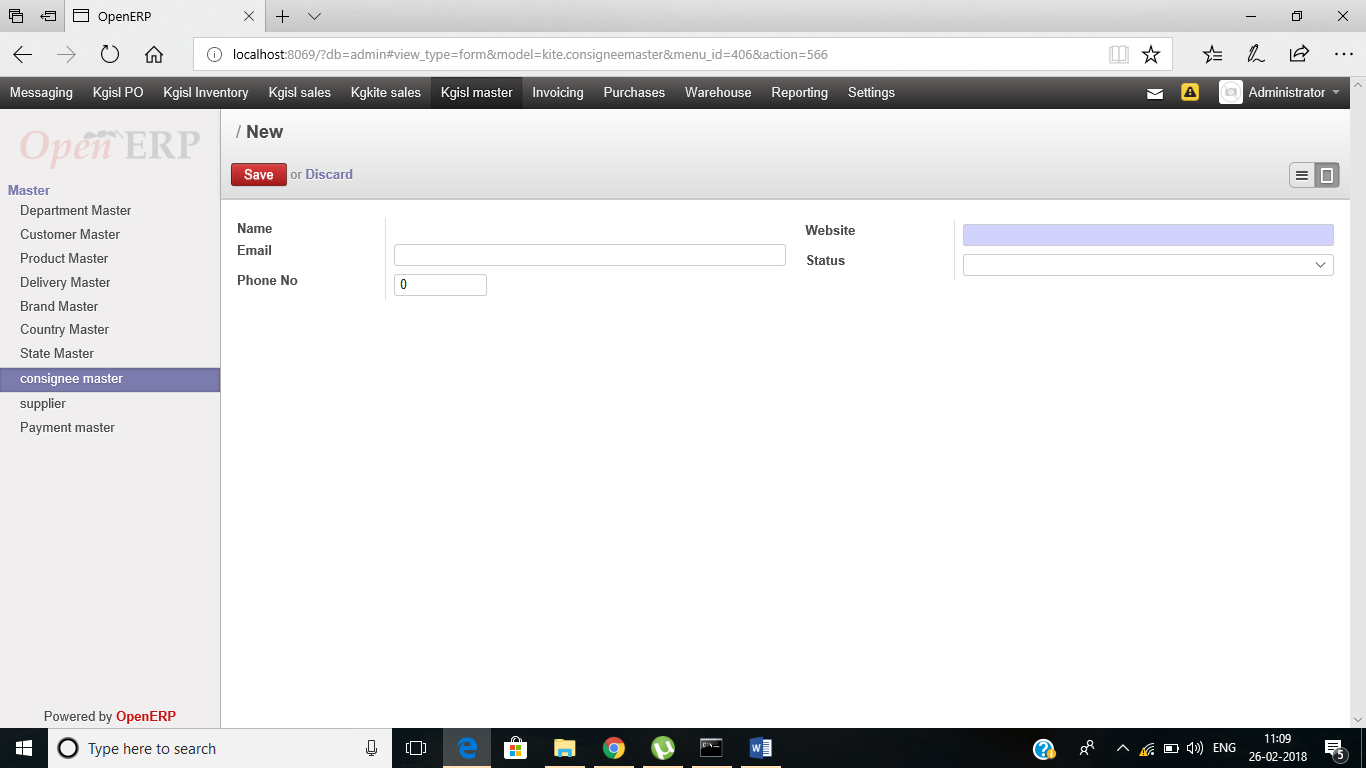 OpenERP
localhost:8069/?db=admin#view_type=form&model=kite.consigneemaster&menu_id=406&action=566
Messaging Kgisl PO Kgisl Inventory Kgisl sales Kgkite sales Kgisl master Invoicing Purchases Warehouse Reporting Settings Administrator
Open ERP
/ New
Save or Discard
Master
Department Master
Customer Master
Product Master
Delivery Master
Brand Master
Country Master
State Master
consignee master
supplier
Payment master
Name
Email
Phone No 0
Website
Status
Powered by OpenERP
Type here to search
ENG
11:09
26-02-2018
5